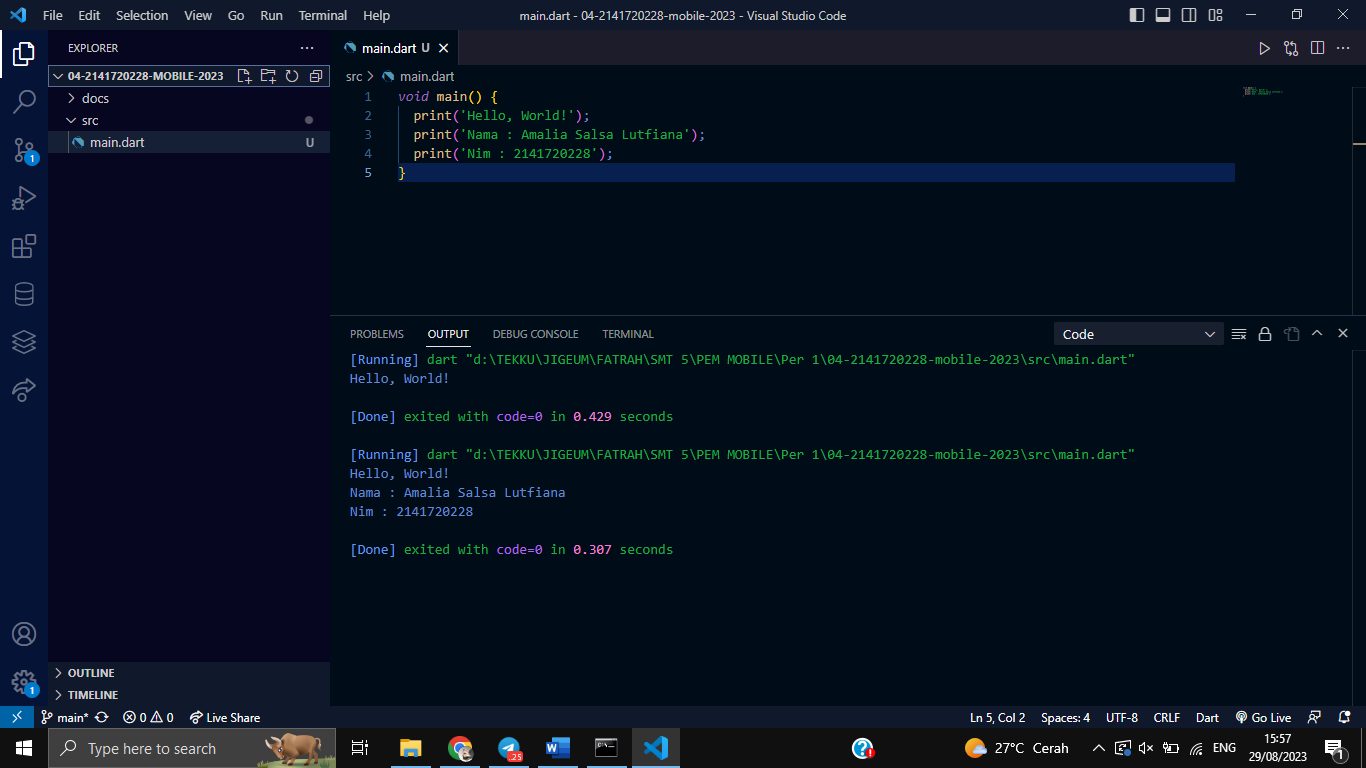 File Edit Selection View Go Run Terminal Help
main.dart - 04-2141720228-mobile-2023 - Visual Studio Code
EXPLORER
04-2141720228-MOBILE-2023
docs
src
main.dart U
OUTLINE
TIMELINE
main.dart U
src > main.dart
1 void main() {
2 print('Hello, World!');
3 print('Nama : Amalia Salsa Lutfiana');
4 print('Nim : 2141720228');
5 }
PROBLEMS OUTPUT DEBUG CONSOLE TERMINAL
Code
[Running] dart "d:\TEKKU\JIGEUM\FATRAH\SMT 5\PEM MOBILE\Per 1\04-2141720228-mobile-2023\src\main.dart"
Hello, World!
[Done] exited with code=0 in 0.429 seconds
[Running] dart "d:\TEKKU\JIGEUM\FATRAH\SMT 5\PEM MOBILE\Per 1\04-2141720228-mobile-2023\src\main.dart"
Hello, World!
Nama : Amalia Salsa Lutfiana
Nim : 2141720228
[Done] exited with code=0 in 0.307 seconds
1
1
main* 0 0 Live Share
Ln 5, Col 2 Spaces: 4 UTF-8 CRLF Dart Go Live
Type here to search
.25
27°C Cerah
ENG
15:57
29/08/2023
1